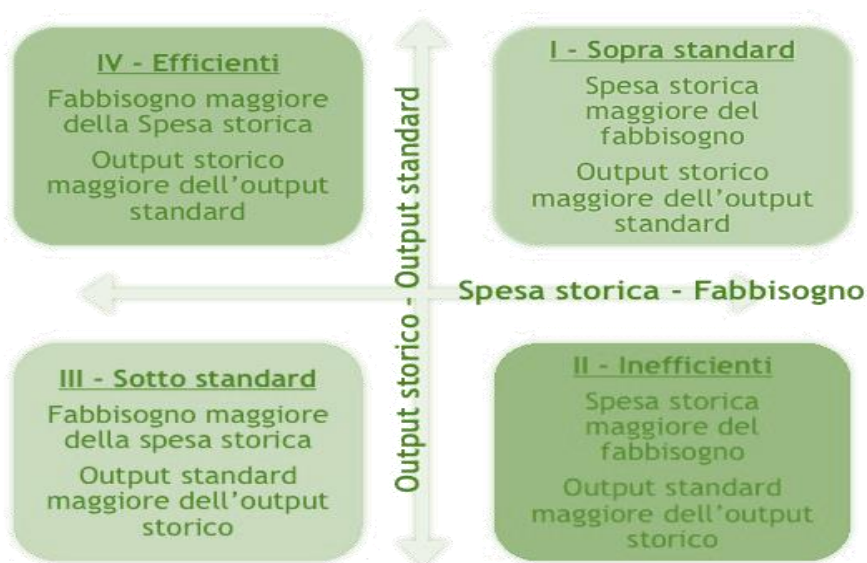 IV - Efficienti
Fabbisogno maggiore
della Spesa storica
Output storico
maggiore dell'output
standard
I - Sopra standard
Spesa storica
maggiore del
fabbisogno
Output storico
maggiore dell'output
standard
Output storico - Output standard
Spesa storica - Fabbisogno
III - Sotto standard
Fabbisogno maggiore
della spesa storica
Output standard
maggiore dell'output
storico
II - Inefficienti
Spesa storica
maggiore del
fabbisogno
Output standard
maggiore dell'output
storico